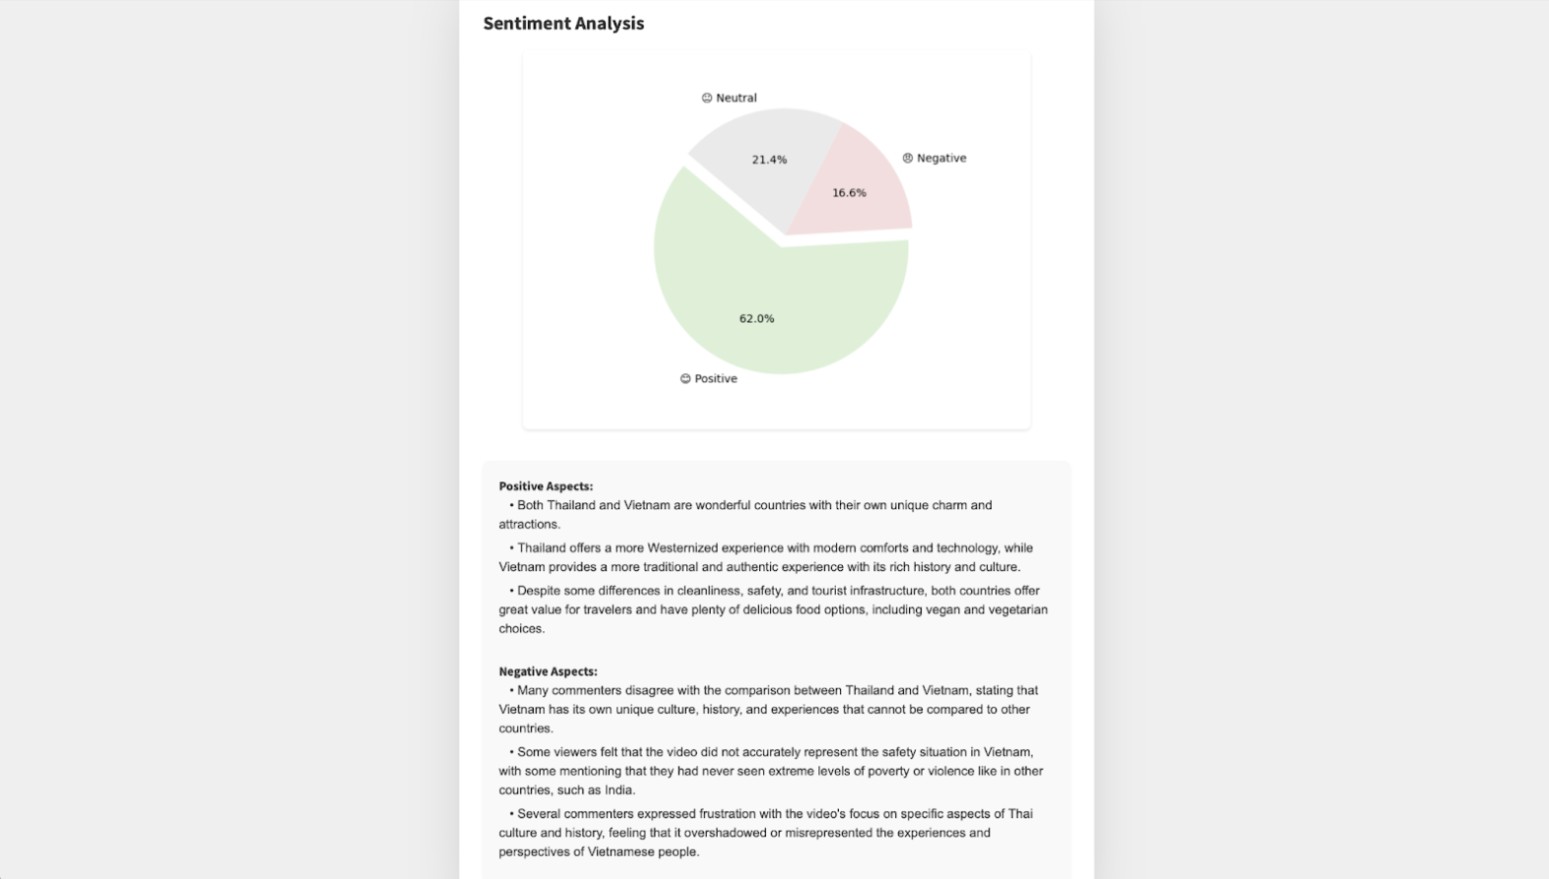 Sentiment Analysis
😐 Neutral
21.4%
😠 Negative
16.6%
62.0%
😊 Positive
Positive Aspects:
• Both Thailand and Vietnam are wonderful countries with their own unique charm and
attractions.
• Thailand offers a more Westernized experience with modern comforts and technology, while
Vietnam provides a more traditional and authentic experience with its rich history and culture.
• Despite some differences in cleanliness, safety, and tourist infrastructure, both countries offer
great value for travelers and have plenty of delicious food options, including vegan and vegetarian
choices.
Negative Aspects:
• Many commenters disagree with the comparison between Thailand and Vietnam, stating that
Vietnam has its own unique culture, history, and experiences that cannot be compared to other
countries.
• Some viewers felt that the video did not accurately represent the safety situation in Vietnam,
with some mentioning that they had never seen extreme levels of poverty or violence like in other
countries, such as India.
• Several commenters expressed frustration with the video's focus on specific aspects of Thai
culture and history, feeling that it overshadowed or misrepresented the experiences and
perspectives of Vietnamese people.